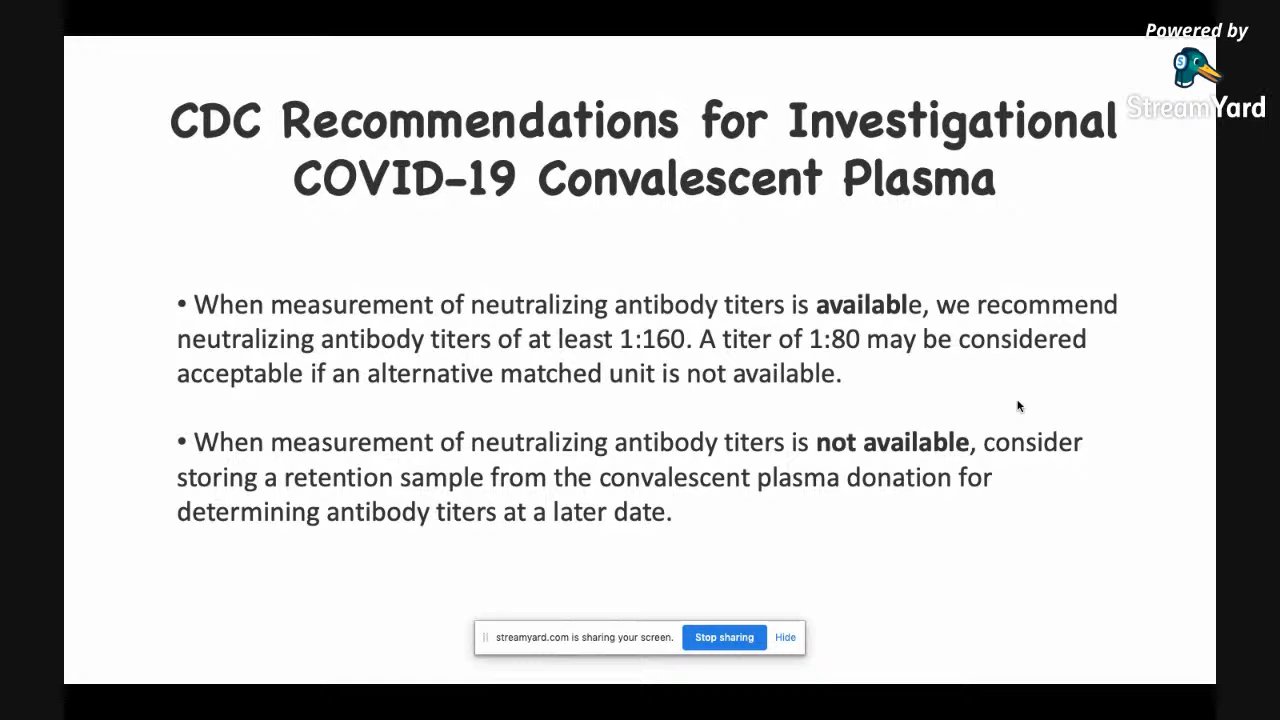 Powered by
StreamYard
CDC Recommendations for Investigational
COVID-19 Convalescent Plasma
• When measurement of neutralizing antibody titers is available, we recommend
neutralizing antibody titers of at least 1:160. A titer of 1:80 may be considered
acceptable if an alternative matched unit is not available.
• When measurement of neutralizing antibody titers is not available, consider
storing a retention sample from the convalescent plasma donation for
determining antibody titers at a later date.
streamyard.com is sharing your screen. Stop sharing Hide